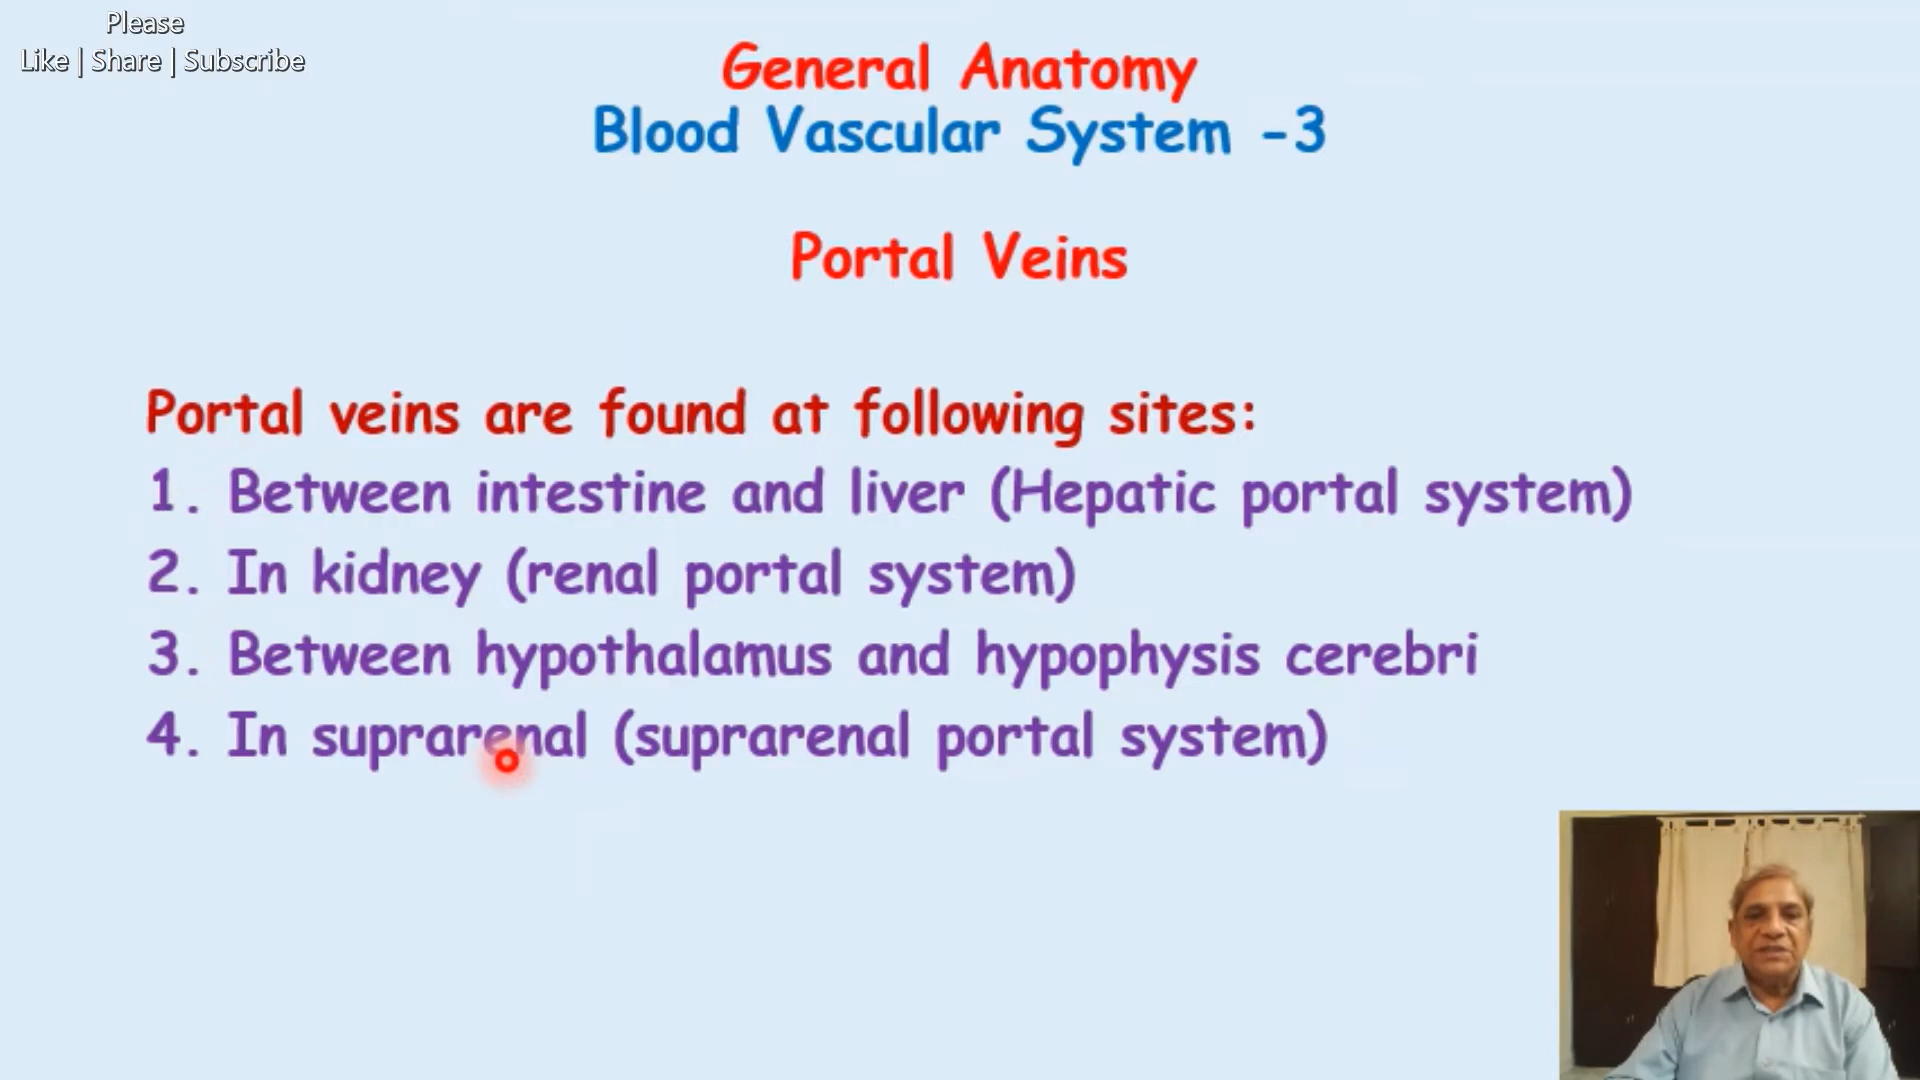 Please
Like | Share | Subscribe
General Anatomy
Blood Vascular System -3
Portal Veins
Portal veins are found at following sites:
1. Between intestine and liver (Hepatic portal system)
2. In kidney (renal portal system)
3. Between hypothalamus and hypophysis cerebri
4. In suprarenal (suprarenal portal system)